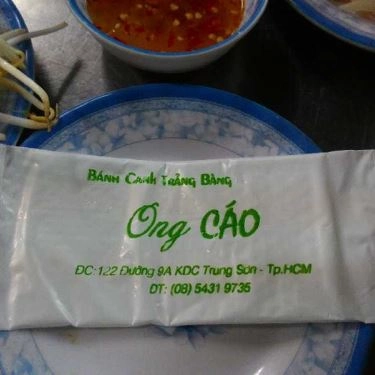 BÁNH CANH TRẢNG BÀNG
Ông CÁO
ĐC: 122 Đường 9A KDC Trung Sơn - Tp.HCM
ĐT: (08) 5431 9735